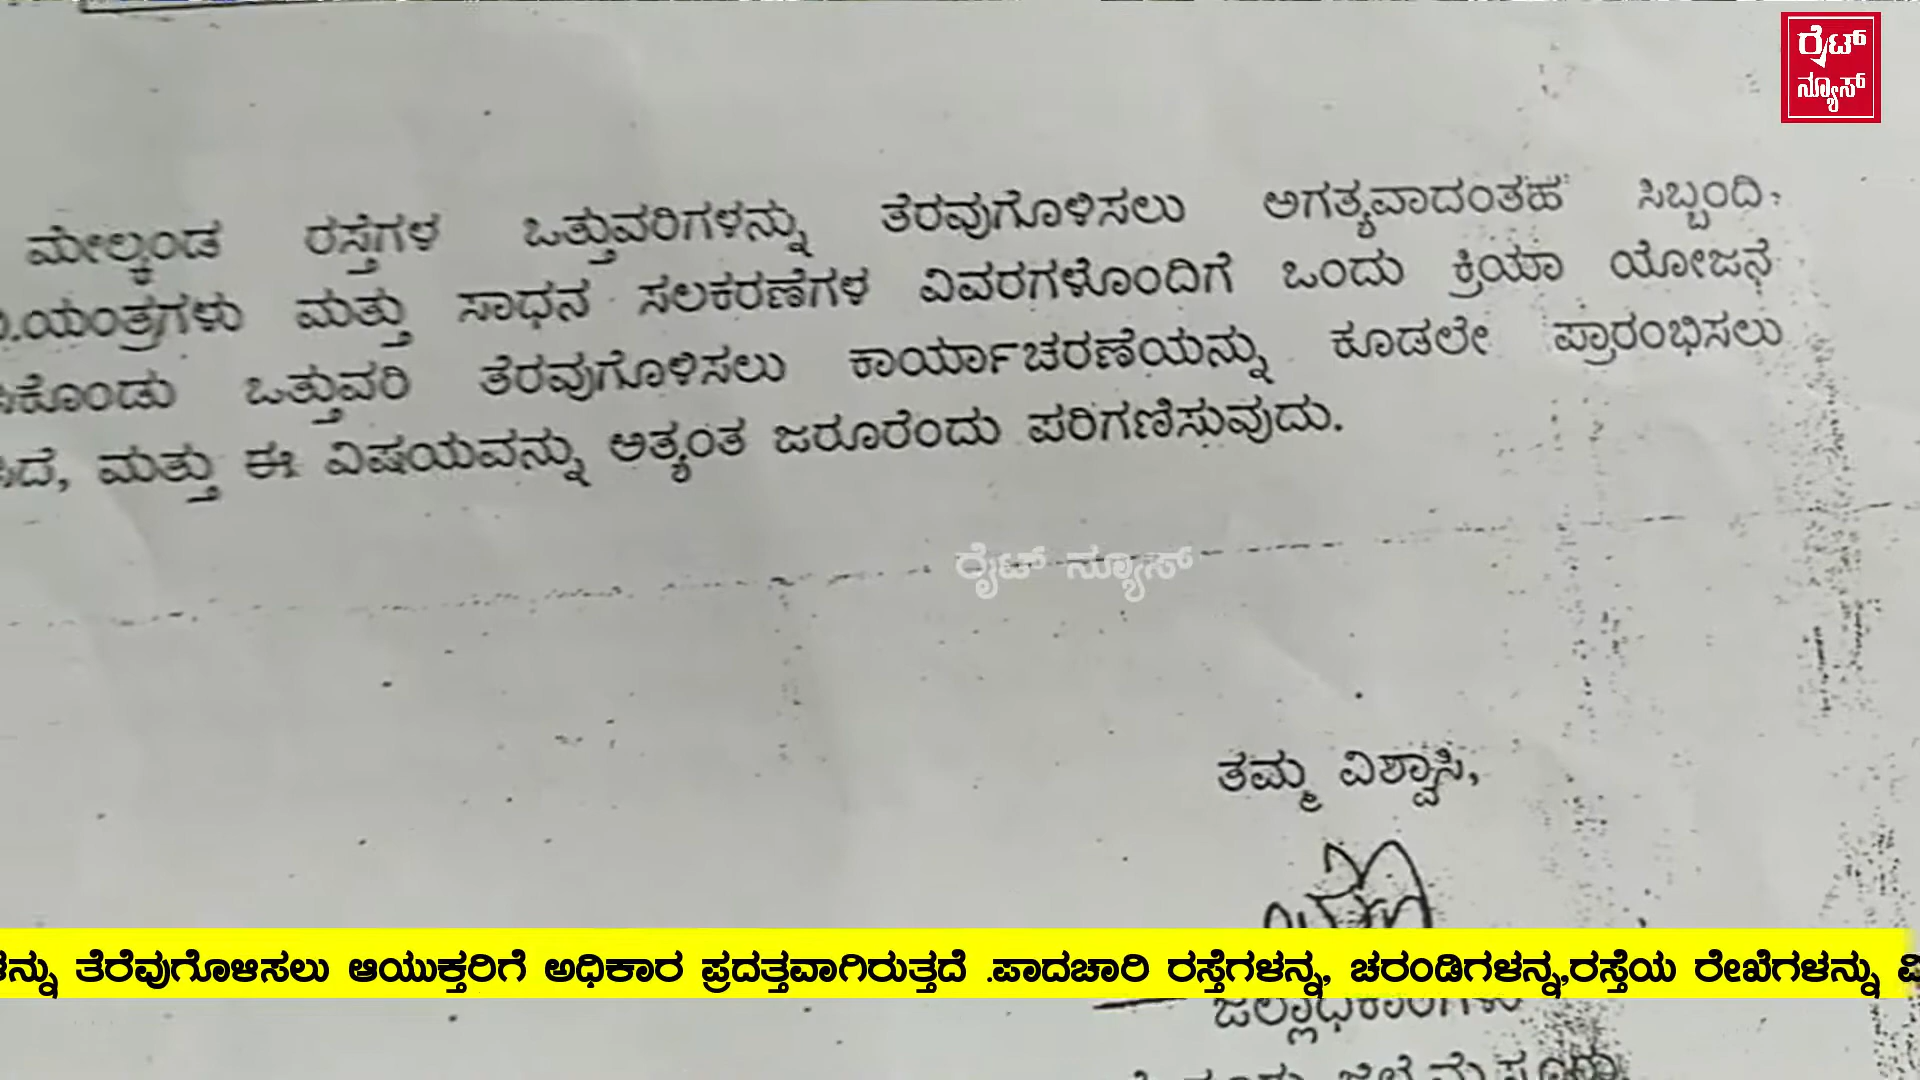 ರೈಟ್
ನ್ಯೂಸ್
ಮೇಲ್ಕಂಡ ರಸ್ತೆಗಳ ಒತ್ತುವರಿಗಳನ್ನು ತೆರವುಗೊಳಿಸಲು ಅಗತ್ಯವಾದಂತಹ ಸಿಬ್ಬಂದಿ,
ಯಂತ್ರಗಳು ಮತ್ತು ಸಾಧನ ಸಲಕರಣೆಗಳ ವಿವರಗಳೊಂದಿಗೆ ಒಂದು ಕ್ರಿಯಾ ಯೋಜನೆ
ಒತ್ತುವರಿ ತೆರವುಗೊಳಿಸಲು ಕಾರ್ಯಾಚರಣೆಯನ್ನು ಕೂಡಲೇ ಪ್ರಾರಂಭಿಸಲು
ಮತ್ತು ಈ ವಿಷಯವನ್ನು ಅತ್ಯಂತ ಜರೂರೆಂದು ಪರಿಗಣಿಸುವುದು.
ರೈಟ್ ನ್ಯೂಸ್
ತಮ್ಮ ವಿಶ್ವಾಸಿ,
ತೆರೆವುಗೊಳಿಸಲು ಆಯುಕ್ತರಿಗೆ ಅಧಿಕಾರ ಪ್ರದತ್ತವಾಗಿರುತ್ತದೆ .ಪಾದಚಾರಿ ರಸ್ತೆಗಳನ್ನ, ಚರಂಡಿಗಳನ್ನ,ರಸ್ತೆಯ ರೇಖೆಗಳನ್ನು
ಜಿಲ್ಲಾಧಿಕಾರಿಗಳು